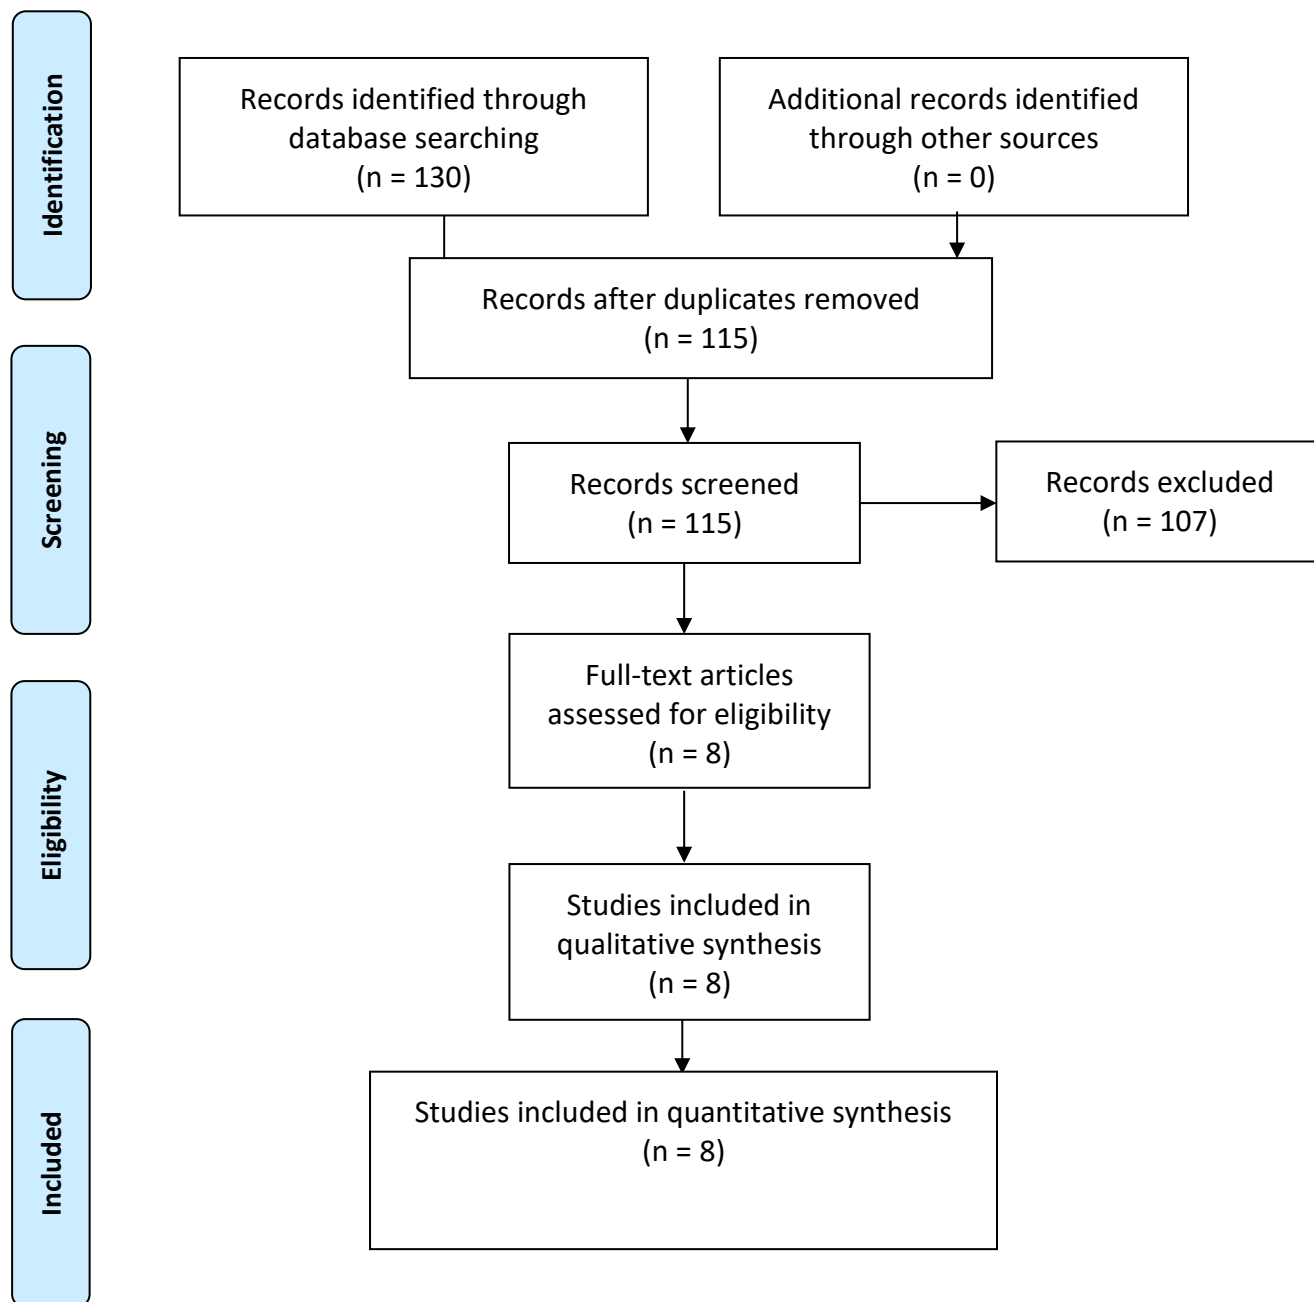 Identification
Records identified through
database searching
(n = 130)
Additional records identified
through other sources
(n = 0)
Records after duplicates removed
(n = 115)
Screening
Records screened
(n = 115)
Records excluded
(n = 107)
Eligibility
Full-text articles
assessed for eligibility
(n = 8)
Studies included in
qualitative synthesis
(n = 8)
Included
Studies included in quantitative synthesis
(n = 8)